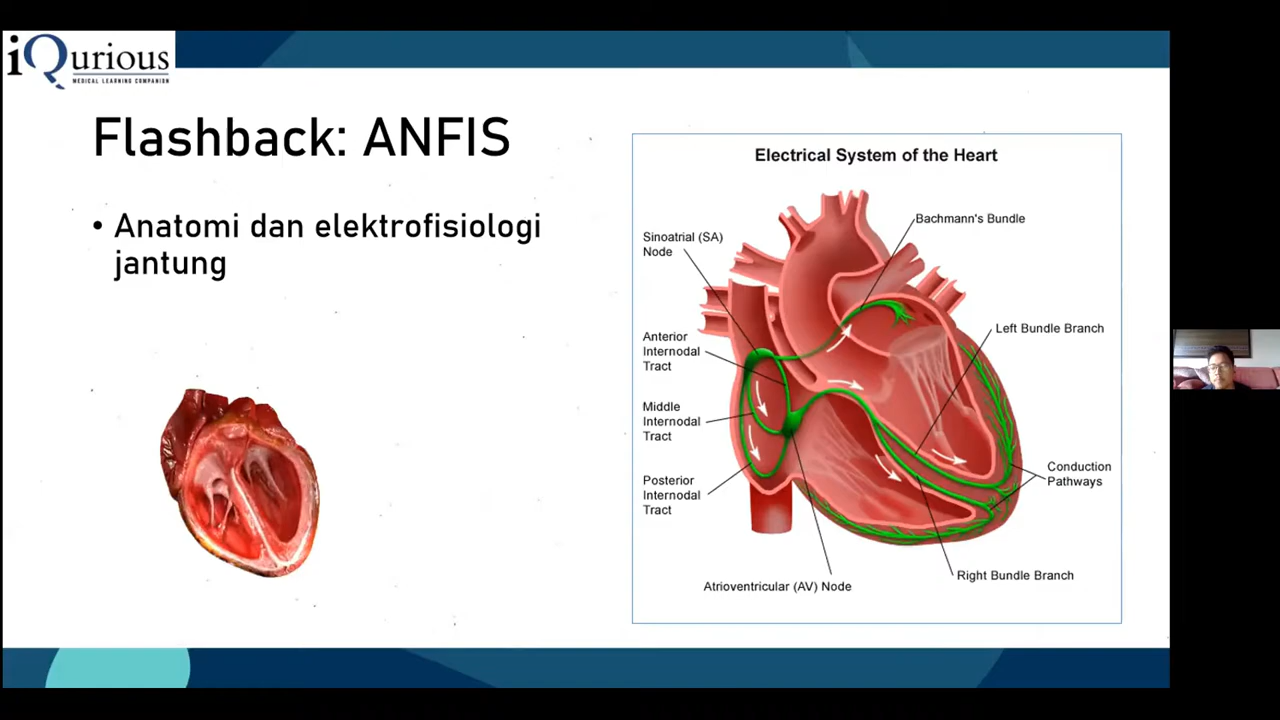 iQurious
MEDICAL LEARNING COMPANION
Flashback: ANFIS
• Anatomi dan elektrofisiologi
jantung
Electrical System of the Heart
Bachmann's Bundle
Sinoatrial (SA)
Node
Left Bundle Branch
Anterior
Internodal
Tract
Middle
Internodal
Tract
Conduction
Pathways
Posterior
Internodal
Tract
Right Bundle Branch
Atrioventricular (AV) Node